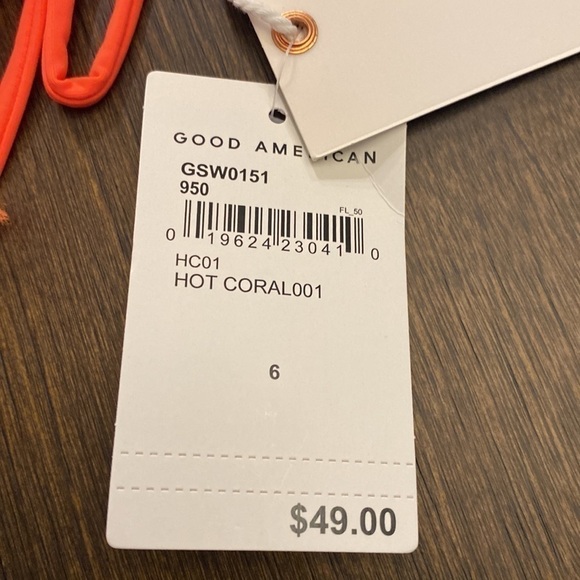 GOOD AMERICAN
GSW0151
950
FL_50
0 19624 23041 0
HC01
HOT CORAL001
6
$49.00